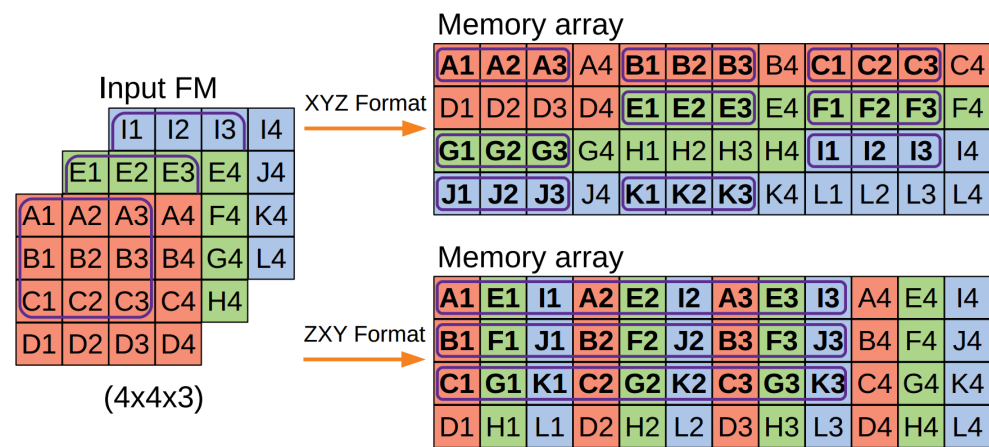 Memory array
A1 A2 A3 A4 B1 B2 B3 B4 C1 C2 C3 C4
D1 D2 D3 D4 E1 E2 E3 E4 F1 F2 F3 F4
G1 G2 G3 G4 H1 H2 H3 H4 I1 I2 I3 I4
J1 J2 J3 J4 K1 K2 K3 K4 L1 L2 L3 L4
Input FM
I1 I2 I3 I4
E1 E2 E3 E4 J4
A1 A2 A3 A4 F4 K4
B1 B2 B3 B4 G4 L4
C1 C2 C3 C4 H4
D1 D2 D3 D4
(4x4x3)
XYZ Format
ZXY Format
Memory array
A1 E1 I1 A2 E2 I2 A3 E3 I3 A4 E4 I4
B1 F1 J1 B2 F2 J2 B3 F3 J3 B4 F4 J4
C1 G1 K1 C2 G2 K2 C3 G3 K3 C4 G4 K4
D1 H1 L1 D2 H2 L2 D3 H3 L3 D4 H4 L4